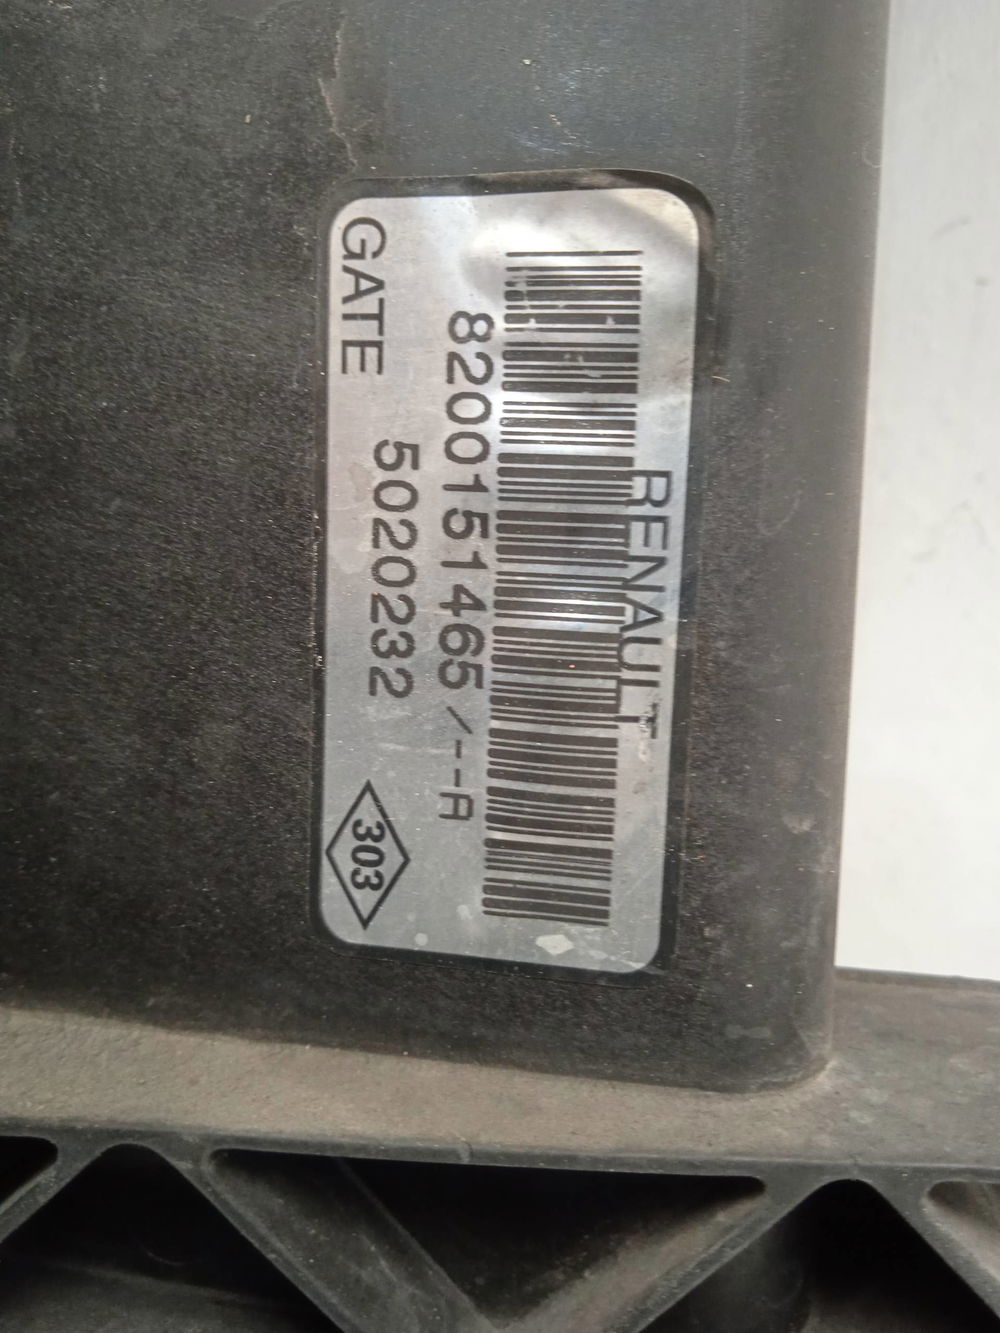 RENAULT
8200151465/--A
5020232
GATE
303